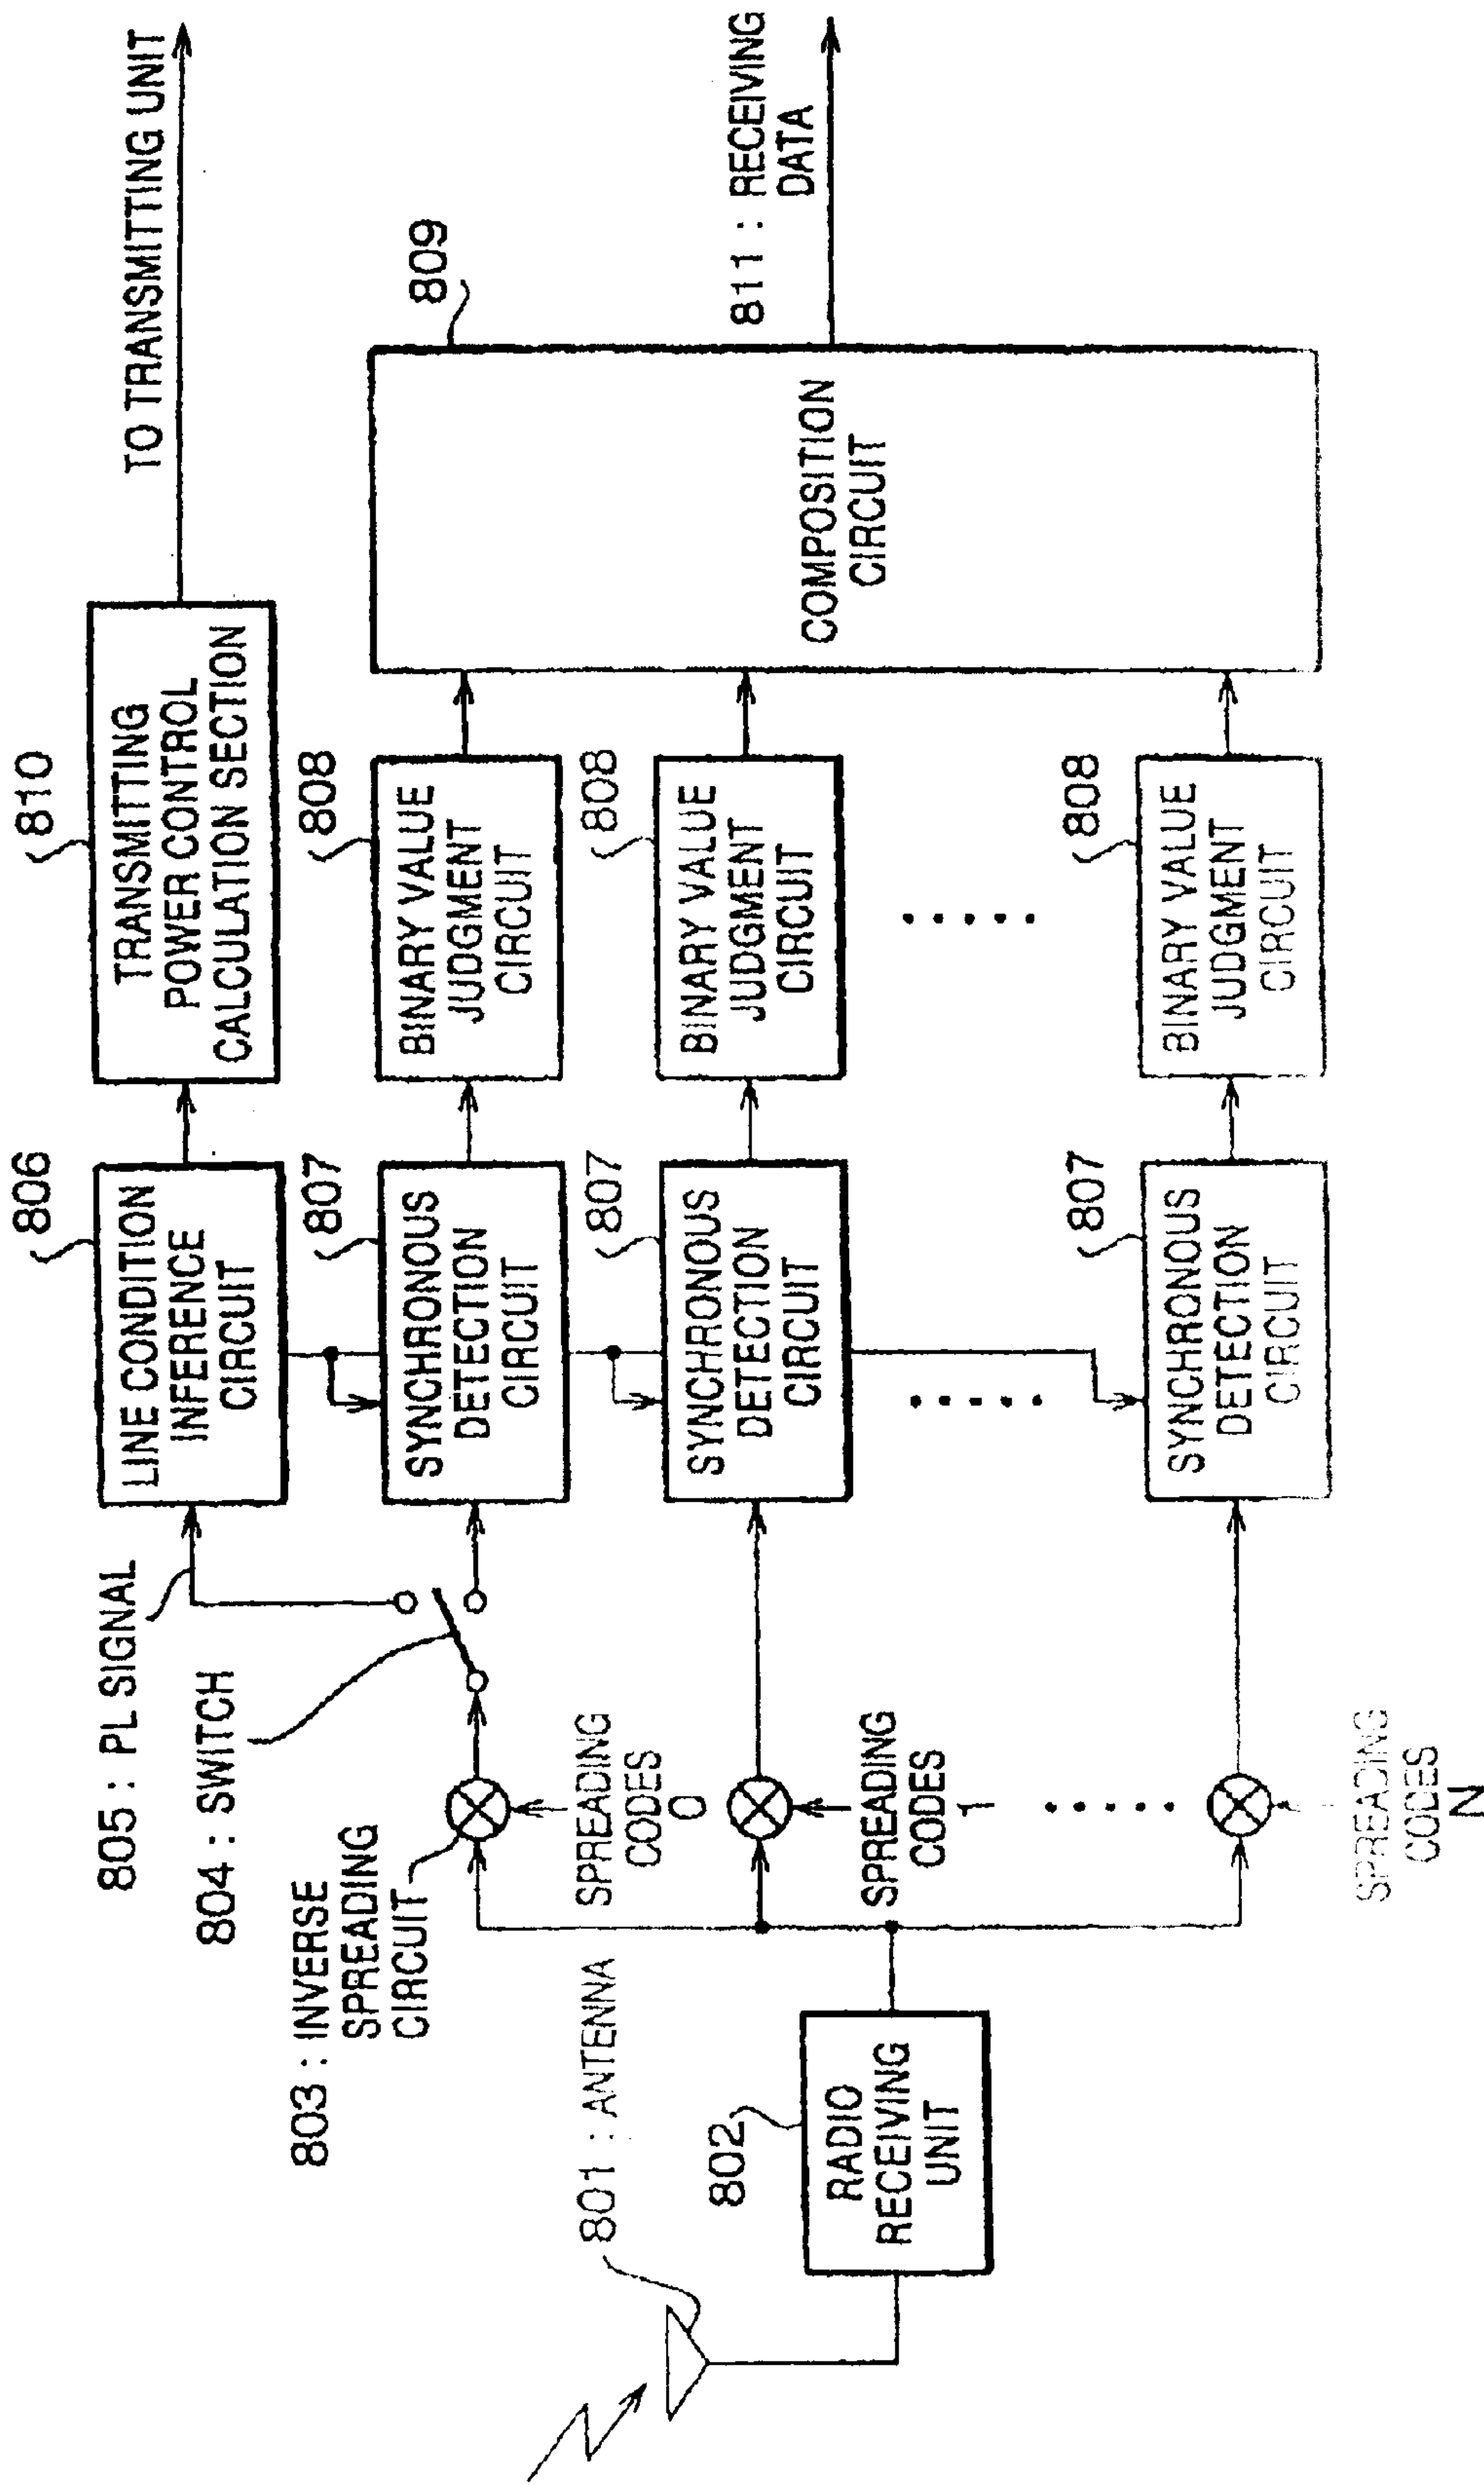 TO TRANSMITTING UNIT
810
TRANSMITTING
POWER CONTROL
CALCULATION SECTION
806
LINE CONDITION
INFERENCE
CIRCUIT
805 : PL SIGNAL
804 : SWITCH
803 : INVERSE
SPREADING
CIRCUIT
801 : ANTENNA
802
RADIO
RECEIVING
UNIT
SPREADING
CODES
0
SPREADING
CODES
1
SPREADING
CODES
N
807
SYNCHRONOUS
DETECTION
CIRCUIT
807
SYNCHRONOUS
DETECTION
CIRCUIT
807
SYNCHRONOUS
DETECTION
CIRCUIT
808
BINARY VALUE
JUDGMENT
CIRCUIT
808
BINARY VALUE
JUDGMENT
CIRCUIT
808
BINARY VALUE
JUDGMENT
CIRCUIT
809
COMPOSITION
CIRCUIT
811 : RECEIVING
DATA